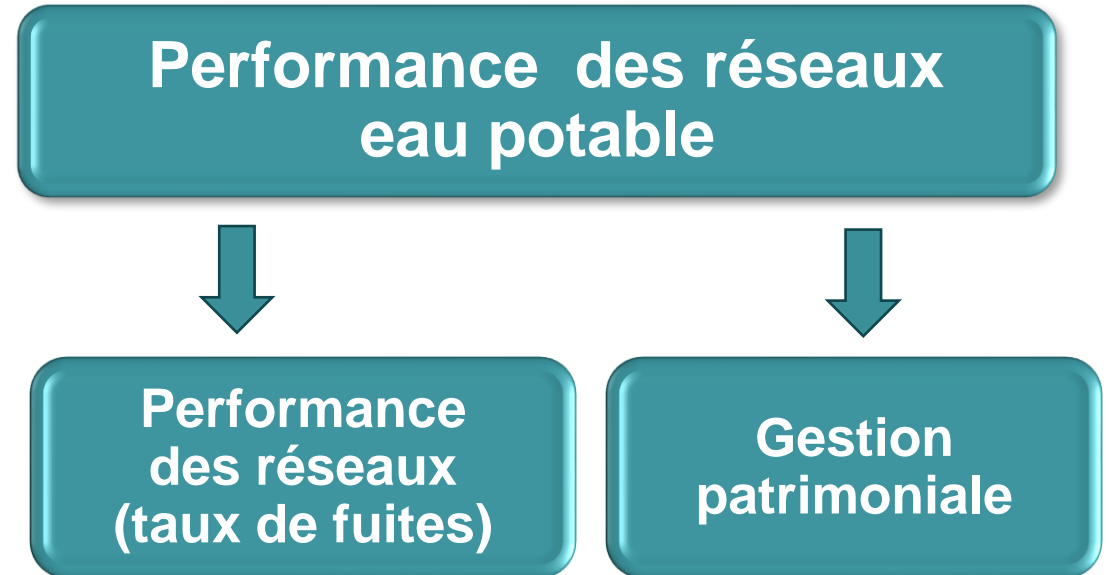 Performance des réseaux
eau potable
Performance
des réseaux
(taux de fuites)
Gestion
patrimoniale